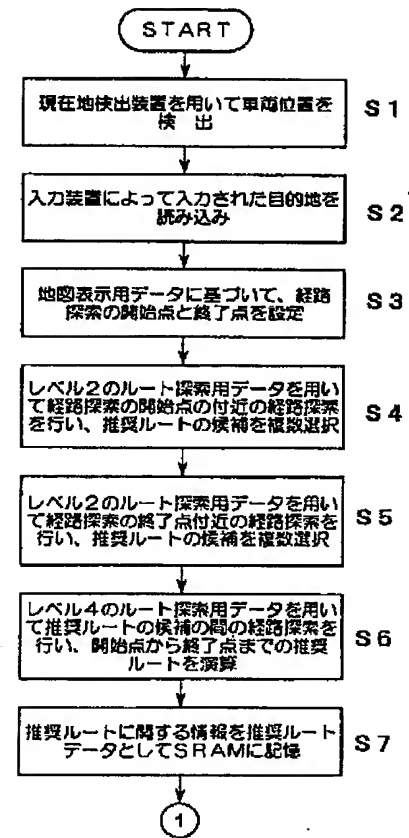 START
現在地検出装置を用いて車両位置を
検 出
S1
入力装置によって入力された目的地を
読み込み
S2
地図表示用データに基づいて、経路
探索の開始点と終了点を設定
S3
レベル2のルート探索用データを用い
て経路探索の開始点の付近の経路探索
を行い、推奨ルートの候補を複数選択
S4
レベル2のルート探索用データを用い
て経路探索の終了点付近の経路探索を
行い、推奨ルートの候補を複数選択
S5
レベル4のルート探索用データを用い
て推奨ルートの候補の間の経路探索を
行い、開始点から終了点までの推奨
ルートを演算
S6
推奨ルートに関する情報を推奨ルート
データとしてSRAMに記憶
S7
1